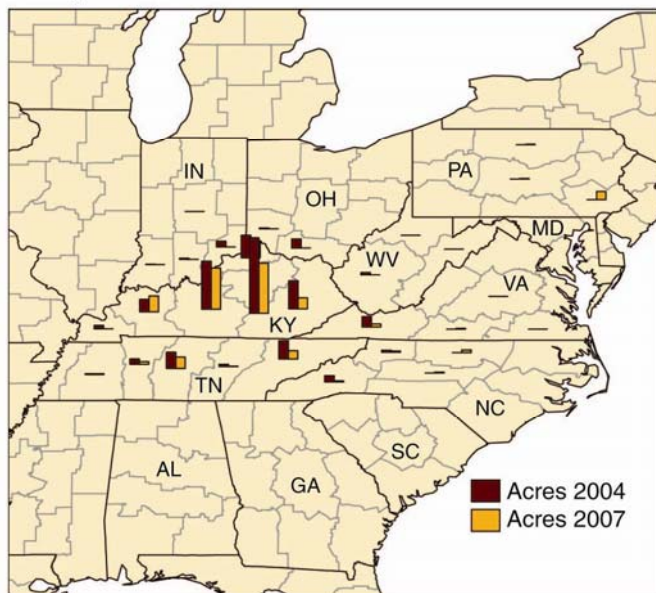 PA
IN
OH
MD
WV
VA
KY
TN
NC
SC
AL
GA
Acres 2004
Acres 2007